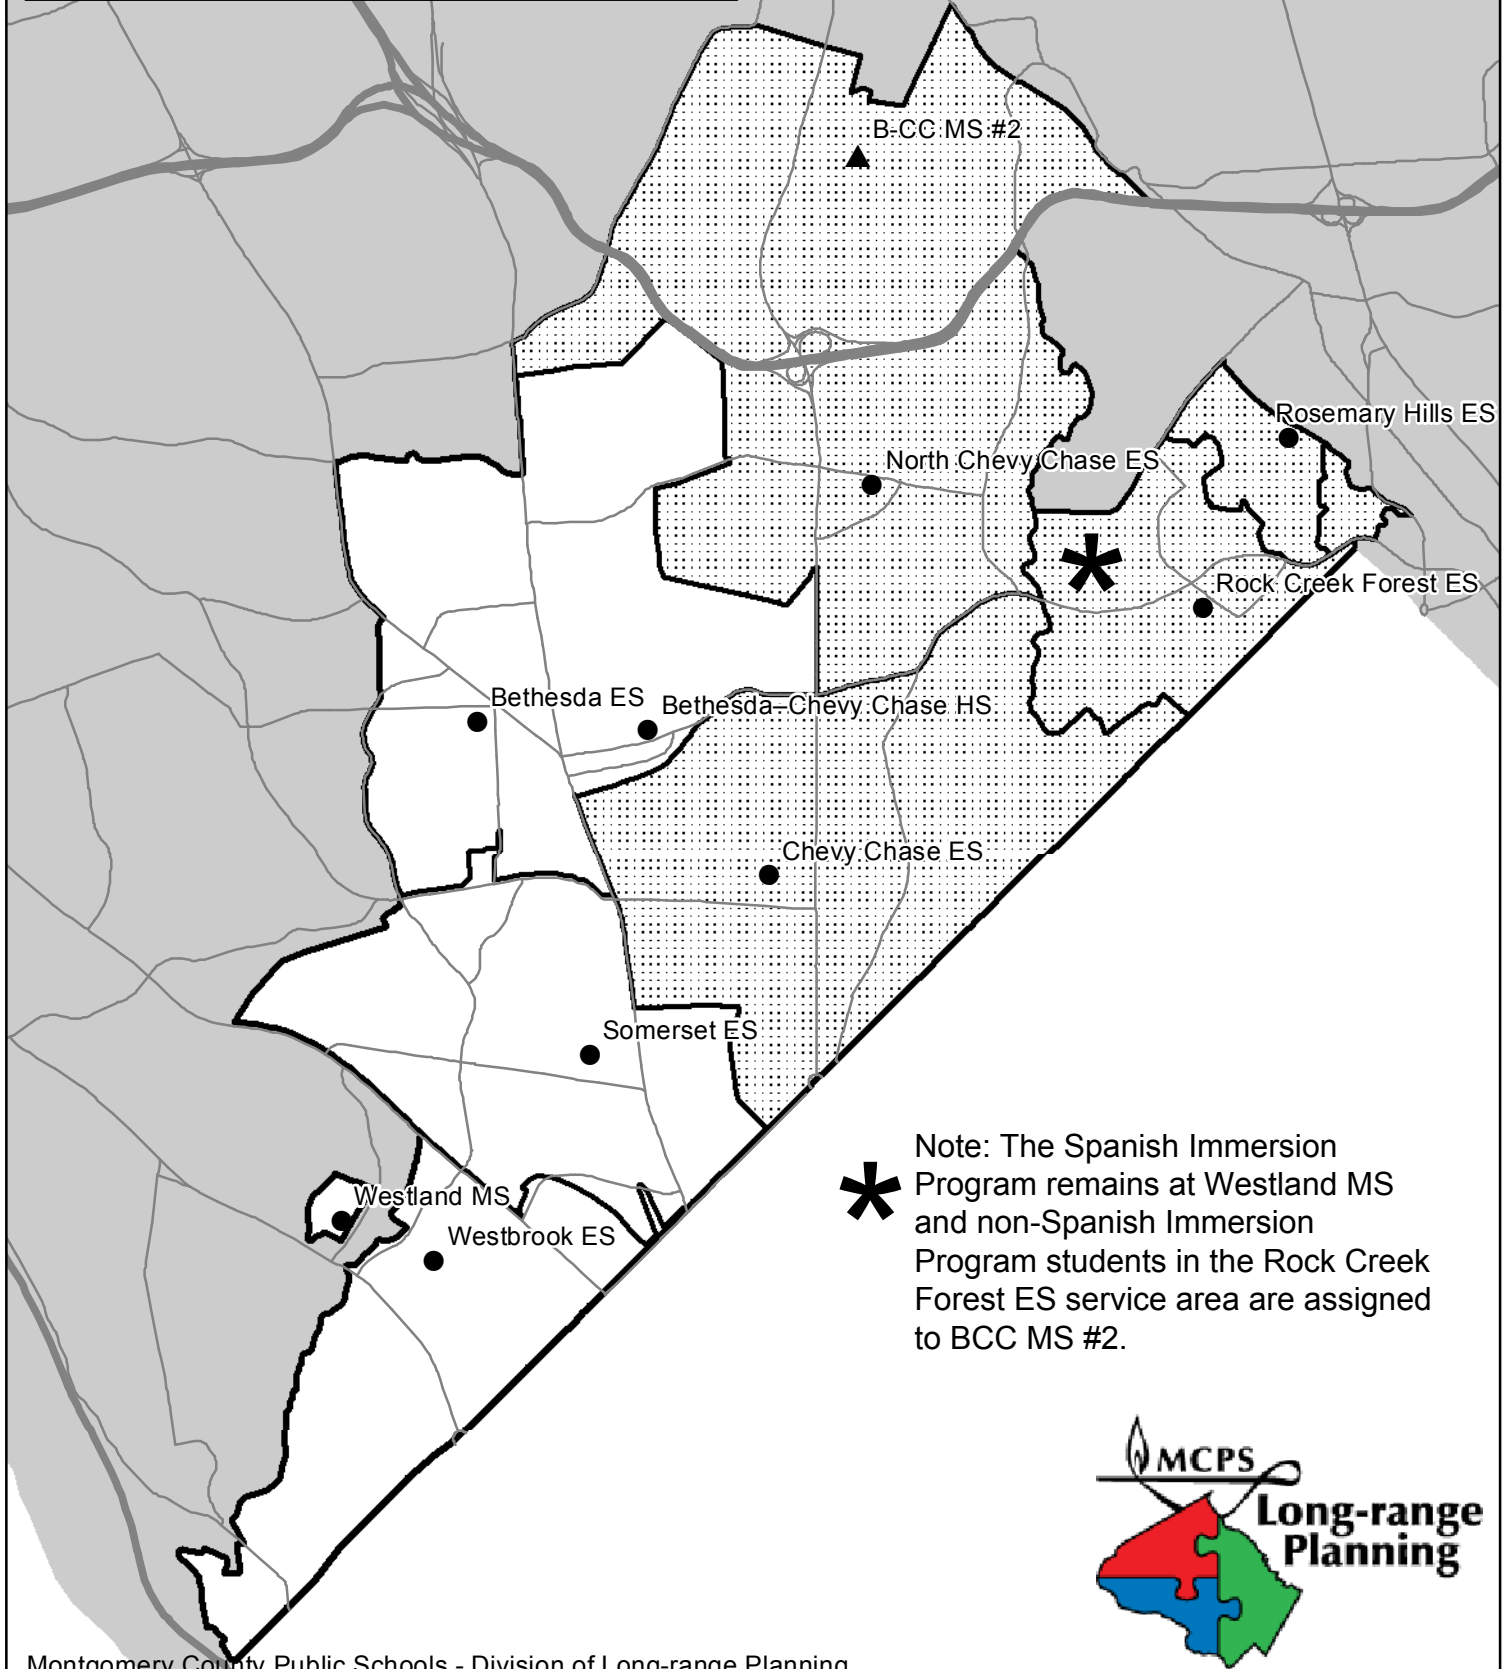 B-CC MS #2
Rosemary Hills ES
North Chevy Chase ES
Rock Creek Forest ES
Bethesda ES
Bethesda-Chevy Chase HS
Chevy Chase ES
Somerset ES
Westland MS
Westbrook ES
*
Note: The Spanish Immersion
* Program remains at Westland MS
and non-Spanish Immersion
Program students in the Rock Creek
Forest ES service area are assigned
to BCC MS #2.
MCPS
Long-range
Planning
Montgomery County Public Schools - Division of Long-range Planning